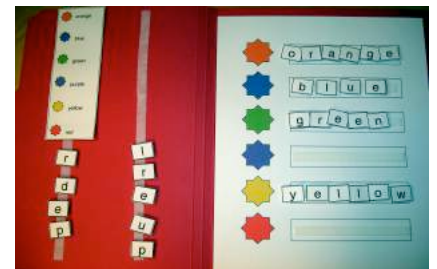 orange
blue
green
purple
yellow
red
r
d
e
p
l
r
e
u
p
orange
blue
green
yellow